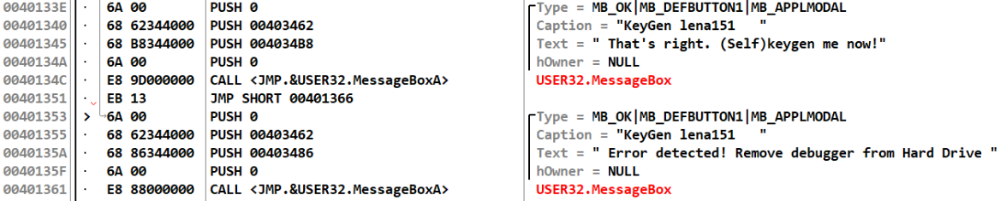 0040133E · 6A 00 PUSH 0 Type = MB_OK|MB_DEFBUTTON1|MB_APPLMODAL
00401340 · 68 62344000 PUSH 00403462 Caption = "KeyGen lena151   "
00401345 · 68 B8344000 PUSH 004034B8 Text = " That's right. (Self)keygen me now!"
0040134A · 6A 00 PUSH 0 hOwner = NULL
0040134C · E8 9D000000 CALL <JMP.&USER32.MessageBoxA> USER32.MessageBox
00401351 · EB 13 JMP SHORT 00401366
00401353 > 6A 00 PUSH 0 Type = MB_OK|MB_DEFBUTTON1|MB_APPLMODAL
00401355 · 68 62344000 PUSH 00403462 Caption = "KeyGen lena151   "
0040135A · 68 86344000 PUSH 00403486 Text = " Error detected! Remove debugger from Hard Drive "
0040135F · 6A 00 PUSH 0 hOwner = NULL
00401361 · E8 88000000 CALL <JMP.&USER32.MessageBoxA> USER32.MessageBox